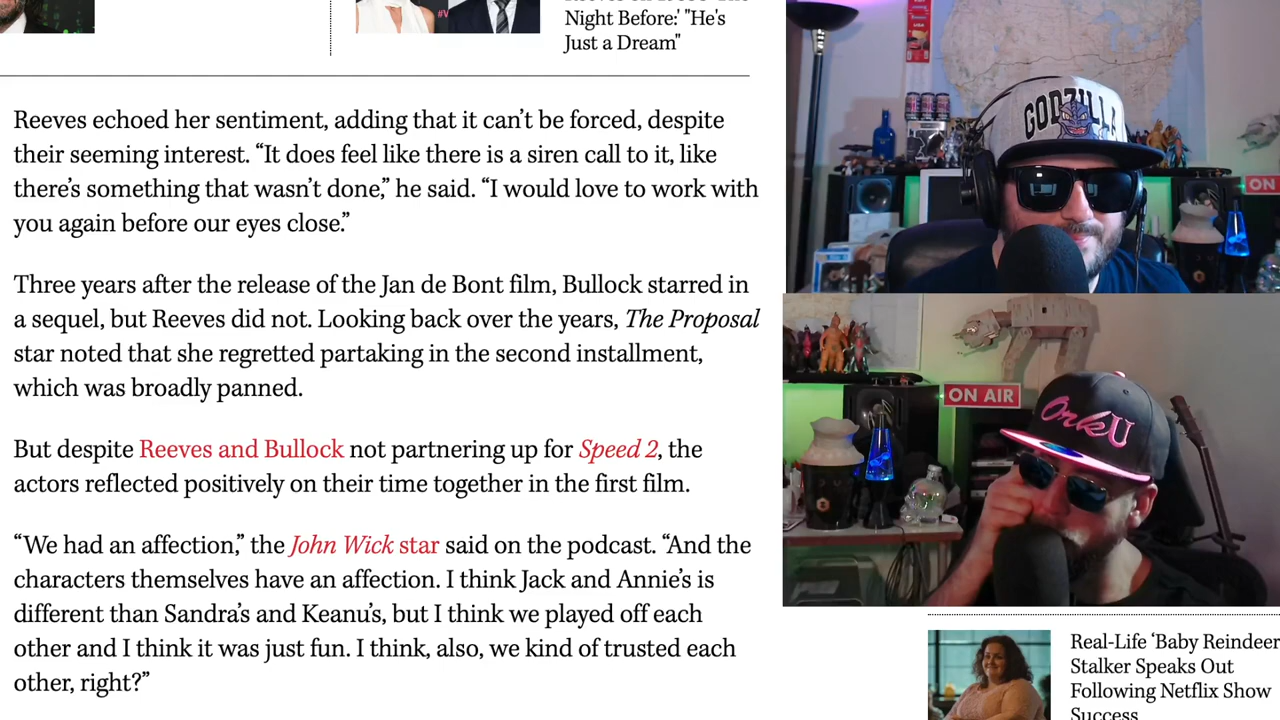 Night Before:' "He's
Just a Dream"
Reeves echoed her sentiment, adding that it can’t be forced, despite
their seeming interest. “It does feel like there is a siren call to it, like
there’s something that wasn’t done,” he said. “I would love to work with
you again before our eyes close.”
Three years after the release of the Jan de Bont film, Bullock starred in
a sequel, but Reeves did not. Looking back over the years, The Proposal
star noted that she regretted partaking in the second installment,
which was broadly panned.
But despite Reeves and Bullock not partnering up for Speed 2, the
actors reflected positively on their time together in the first film.
“We had an affection,” the John Wick star said on the podcast. “And the
characters themselves have an affection. I think Jack and Annie’s is
different than Sandra’s and Keanu’s, but I think we played off each
other and I think it was just fun. I think, also, we kind of trusted each
other, right?”
GODZILLA
ON
ON AIR
OrkU
Real-Life ‘Baby Reindeer
Stalker Speaks Out
Following Netflix Show
Success